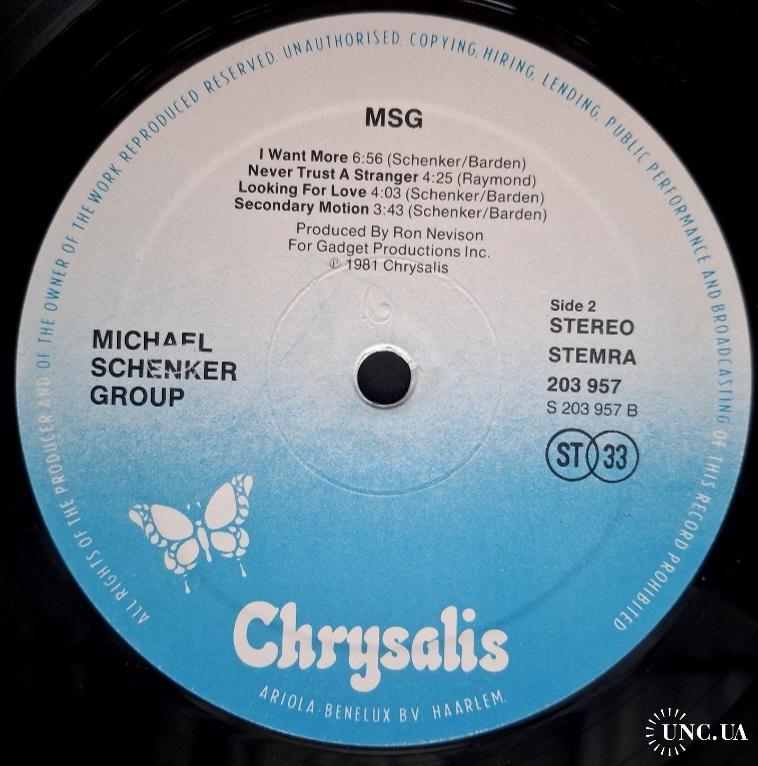 ALL RIGHTS OF THE PRODUCER AND OF THE OWNER OF THE WORK REPRODUCED RESERVED. UNAUTHORISED, COPYING, HIRING, LENDING, PUBLIC PERFORMANCE AND BROADCASTING OF THIS RECORD PROHIBITED
MSG
I Want More 6:56 (Schenker/Barden)
Never Trust A Stranger 4:25 (Raymond)
Looking For Love 4:03 (Schenker/Barden)
Secondary Motion 3:43 (Schenker/Barden)
Produced By Ron Nevison
For Gadget Productions Inc.
℗ 1981 Chrysalis
MICHAEL
SCHENKER
GROUP
Side 2
STEREO
STEMRA
203 957
S 203 957 B
ST 33
Chrysalis
ARIOLA-BENELUX BV. HAARLEM.
UNC.UA